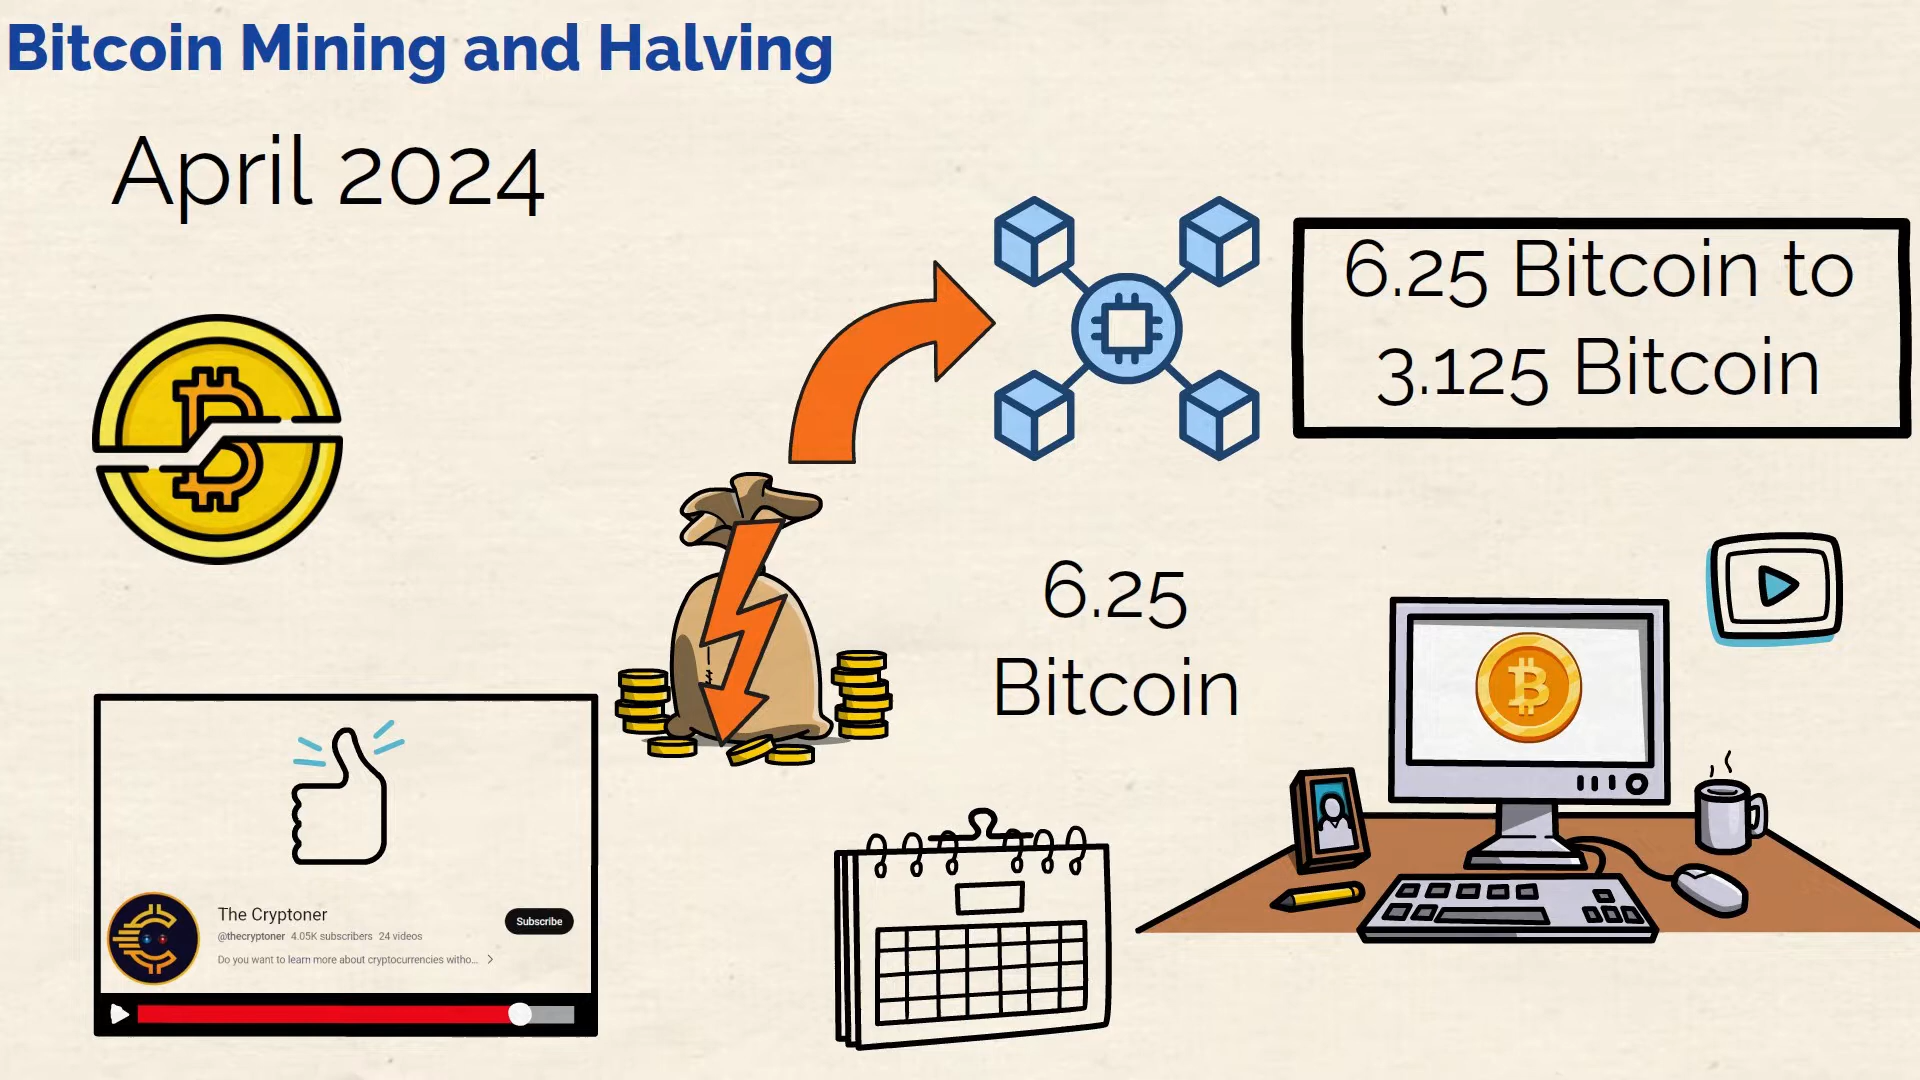 Bitcoin Mining and Halving
April 2024
6.25 Bitcoin to
3.125 Bitcoin
6.25
Bitcoin
The Cryptoner
@thecryptoner 4.05K subscribers 24 videos
Do you want to learn more about cryptocurrencies witho...
Subscribe